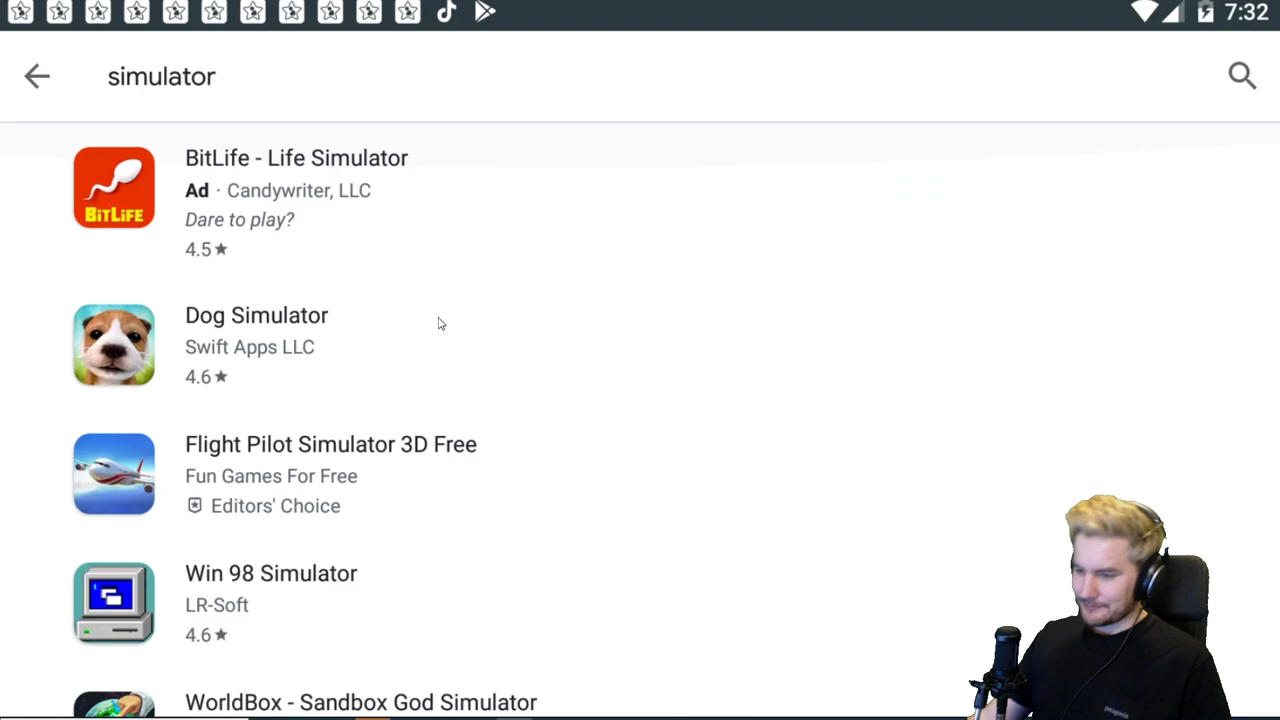 7:32
simulator
BitLife - Life Simulator
Ad · Candywriter, LLC
Dare to play?
4.5★
BITLIFE
Dog Simulator
Swift Apps LLC
4.6★
Flight Pilot Simulator 3D Free
Fun Games For Free
Editors' Choice
Win 98 Simulator
LR-Soft
4.6★
WorldBox - Sandbox God Simulator
patagonia